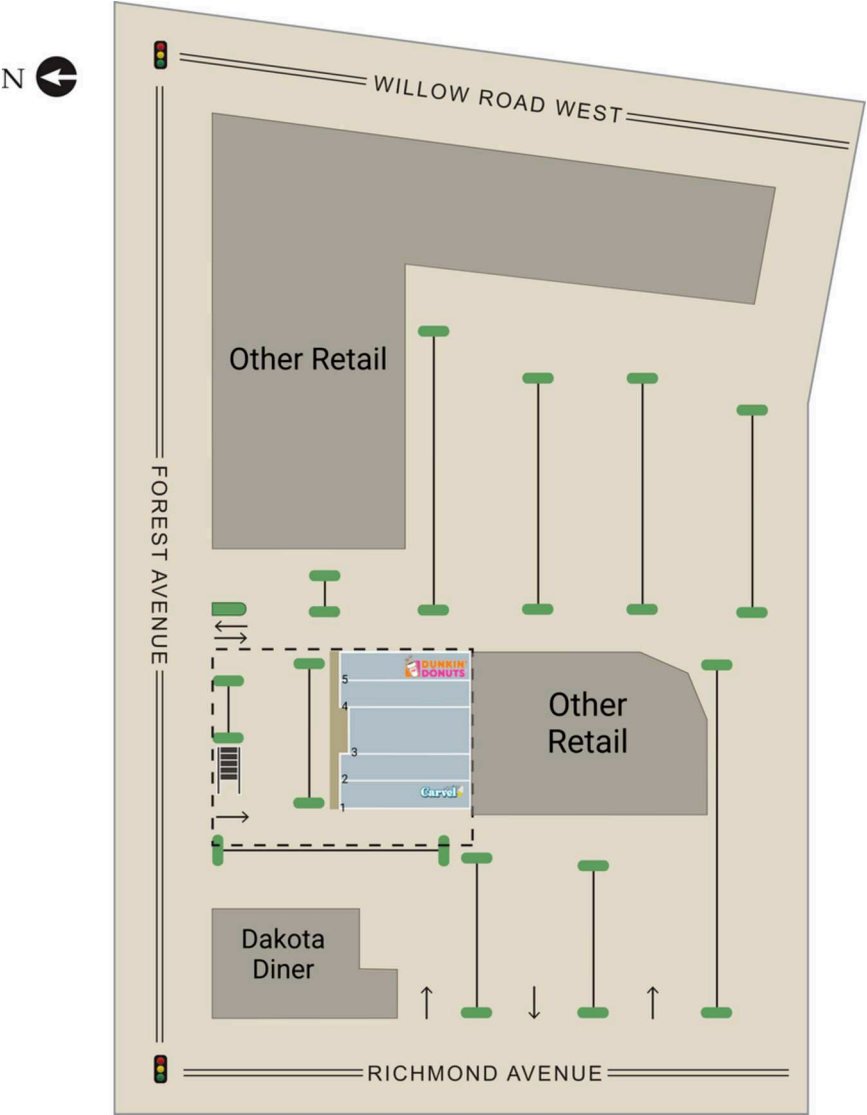 N
WILLOW ROAD WEST
Other Retail
FOREST AVENUE
DUNKIN'
DONUTS
5
4
3
2
Carvel
1
Other
Retail
Dakota
Diner
RICHMOND AVENUE